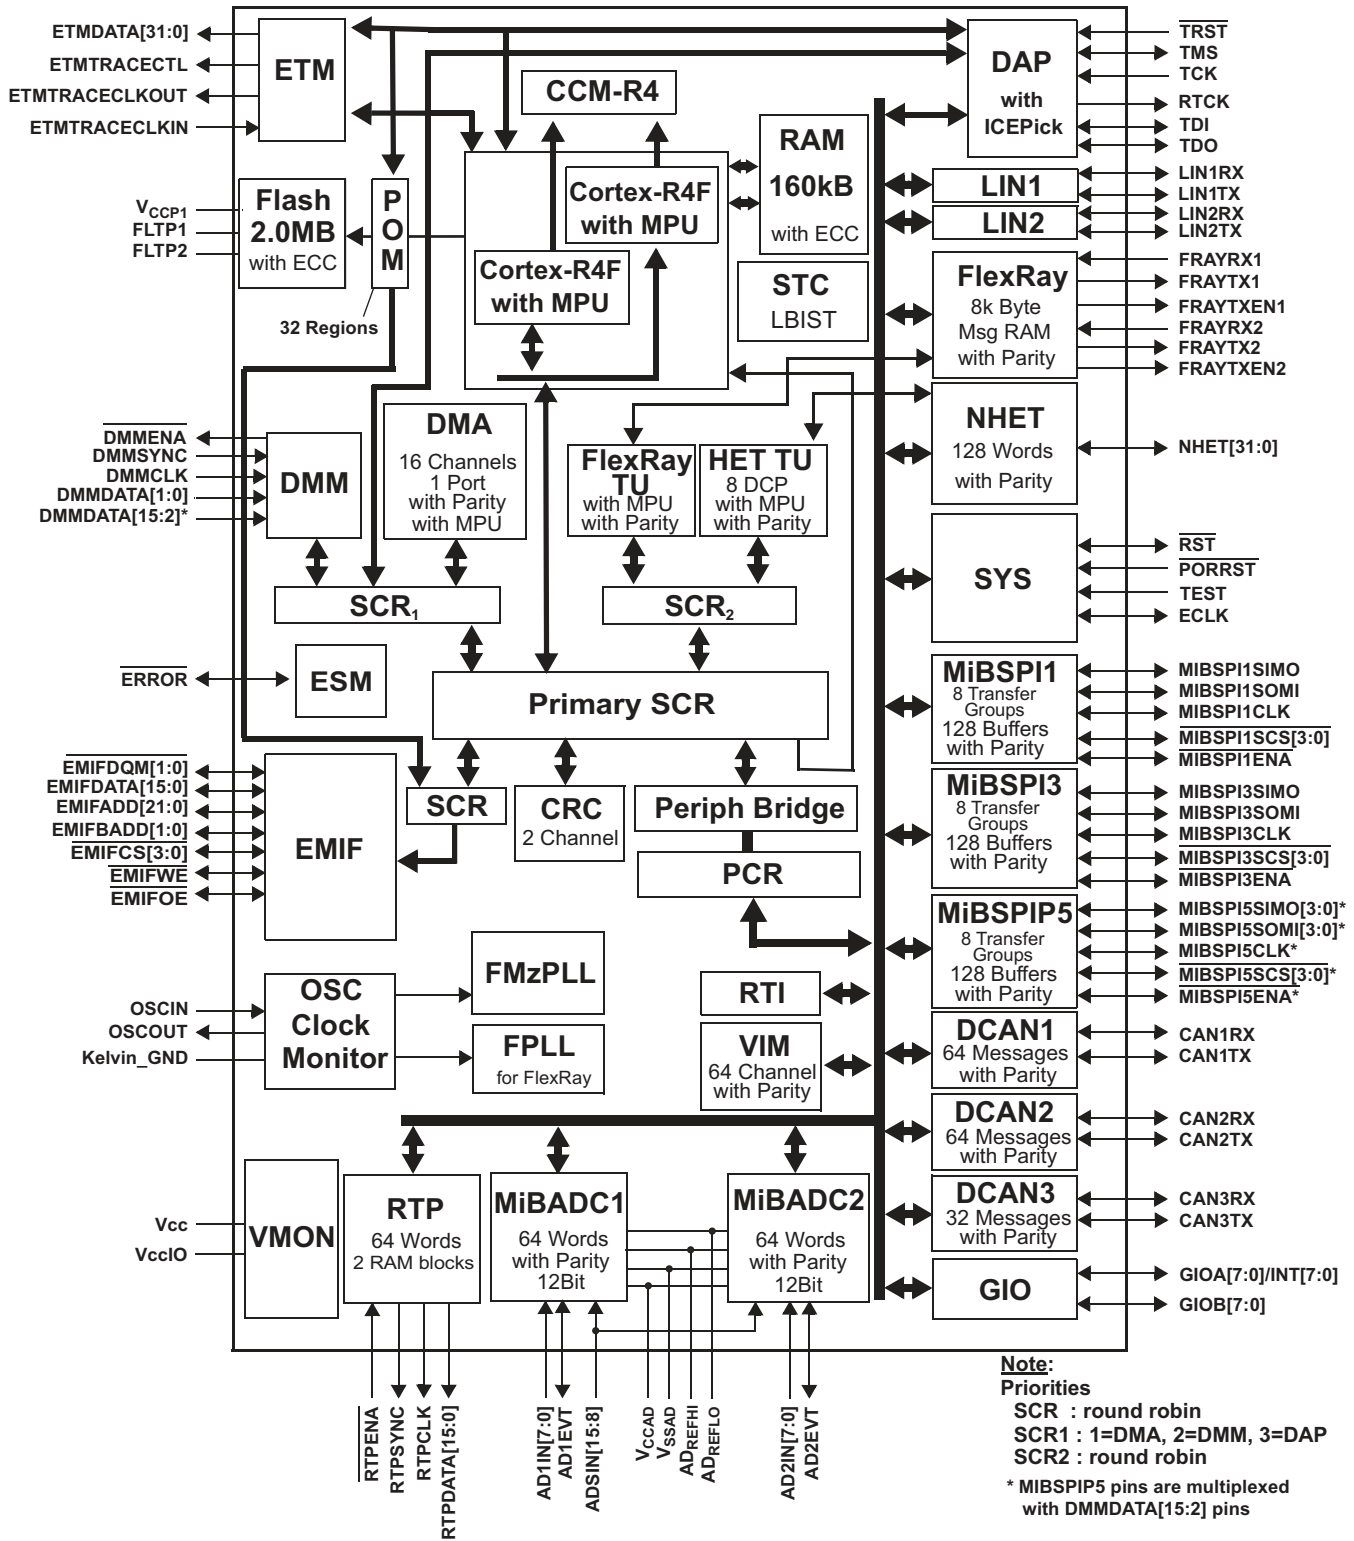 ETMDATA[31:0]
ETMTRACECTL
ETMTRACECLKOUT
ETMTRACECLKIN
ETM
CCM-R4
DAP
with
ICEPick
TRST
TMS
TCK
RTCK
TDI
TDO
VCCP1
FLTP1
FLTP2
Flash
2.0MB
with ECC
P
O
M
32 Regions
Cortex-R4F
with MPU
Cortex-R4F
with MPU
RAM
160kB
with ECC
STC
LBIST
LIN1
LIN2
LIN1RX
LIN1TX
LIN2RX
LIN2TX
FlexRay
8k Byte
Msg RAM
with Parity
FRAYRX1
FRAYTX1
FRAYTXEN1
FRAYRX2
FRAYTX2
FRAYTXEN2
DMMENA
DMMSYNC
DMMCLK
DMMDATA[1:0]
DMMDATA[15:2]*
DMM
DMA
16 Channels
1 Port
with Parity
with MPU
FlexRay
TU
with MPU
with Parity
HET TU
8 DCP
with MPU
with Parity
NHET
128 Words
with Parity
NHET[31:0]
SCR1
SCR2
SYS
RST
PORRST
TEST
ECLK
ERROR
ESM
Primary SCR
MiBSPI1
8 Transfer
Groups
128 Buffers
with Parity
MIBSPI1SIMO
MIBSPI1SOMI
MIBSPI1CLK
MIBSPI1SCS[3:0]
MIBSPI1ENA
EMIFDQM[1:0]
EMIFDATA[15:0]
EMIFADD[21:0]
EMIFBADD[1:0]
EMIFCS[3:0]
EMIFWE
EMIFOE
EMIF
SCR
CRC
2 Channel
Periph Bridge
PCR
MiBSPI3
8 Transfer
Groups
128 Buffers
with Parity
MIBSPI3SIMO
MIBSPI3SOMI
MIBSPI3CLK
MIBSPI3SCS[3:0]
MIBSPI3ENA
MiBSPIP5
8 Transfer
Groups
128 Buffers
with Parity
MIBSPI5SIMO[3:0]*
MIBSPI5SOMI[3:0]*
MIBSPI5CLK*
MIBSPI5SCS[3:0]*
MIBSPI5ENA*
OSCIN
OSCOUT
Kelvin_GND
OSC
Clock
Monitor
FMzPLL
FPLL
for FlexRay
RTI
VIM
64 Channel
with Parity
DCAN1
64 Messages
with Parity
CAN1RX
CAN1TX
DCAN2
64 Messages
with Parity
CAN2RX
CAN2TX
Vcc
VccIO
VMON
RTP
64 Words
2 RAM blocks
MiBADC1
64 Words
with Parity
12Bit
MiBADC2
64 Words
with Parity
12Bit
DCAN3
32 Messages
with Parity
CAN3RX
CAN3TX
GIO
GIOA[7:0]/INT[7:0]
GIOB[7:0]
RTPENA
RTPSYNC
RTPCLK
RTPDATA[15:0]
AD1IN[7:0]
AD1EVT
ADSIN[15:8]
VCCAD
VSSAD
ADREFHI
ADREFLO
AD2IN[7:0]
AD2EVT
Note:
Priorities
SCR : round robin
SCR1 : 1=DMA, 2=DMM, 3=DAP
SCR2 : round robin
* MIBSPIP5 pins are multiplexed
with DMMDATA[15:2] pins